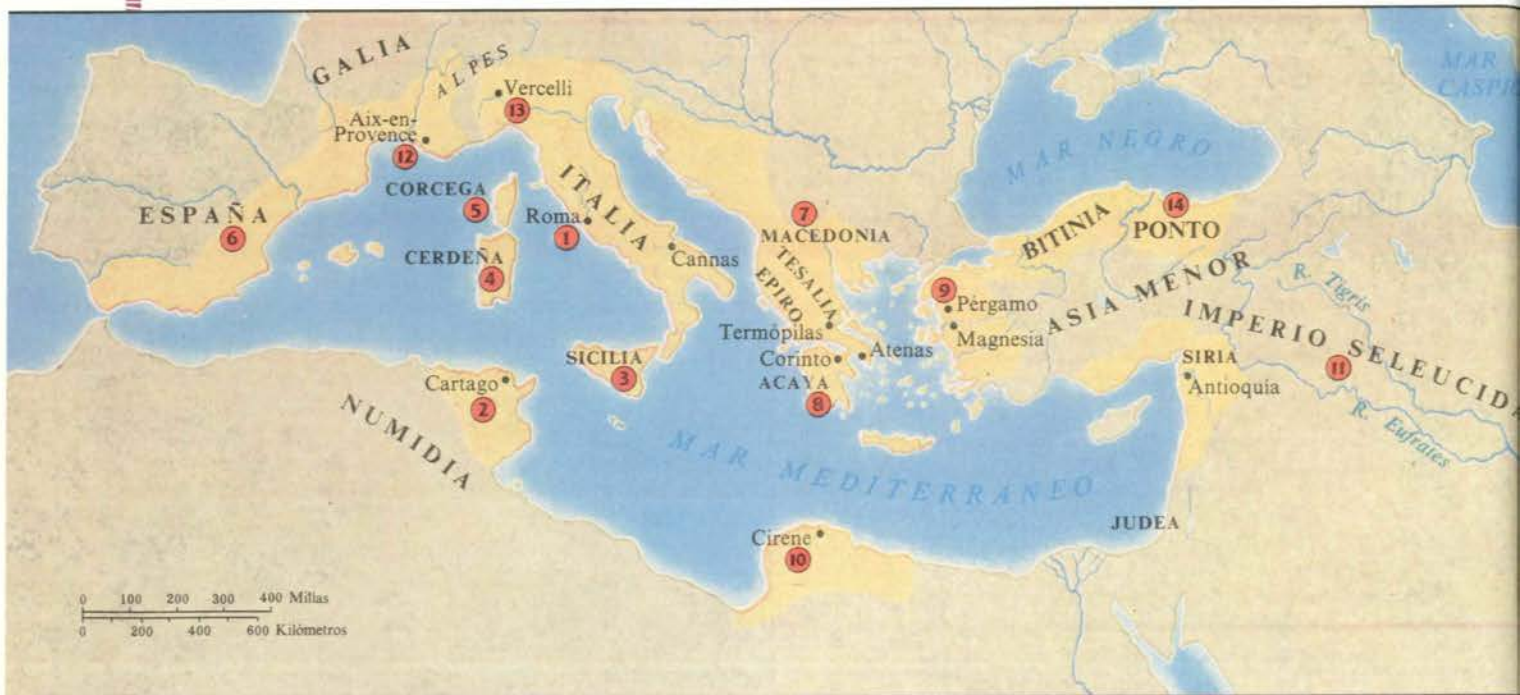 GALIA
ALPES
Vercelli
13
Aix-en-
Provence
12
MAR
NEGRO
MAR
CORCEGA
5
ITALIA
Roma
1
ESPAÑA
6
CERDEÑA
4
Cannas
7
MACEDONIA
TESALIA
EPIRO
BITINIA
14
PONTO
9
Pérgamo
Magnesia
ASIA MENOR
R. Tigris
IMPERIO SELEUCID
11
Termópilas
Corinto
Atenas
ACAYA
8
SICILIA
3
SIRIA
Antioquía
R. Eufrates
Cartago
2
NUMIDIA
MAR MEDITERRANEO
JUDEA
Cirene
10
0 100 200 300 400 Millas
0 200 400 600 Kilómetros